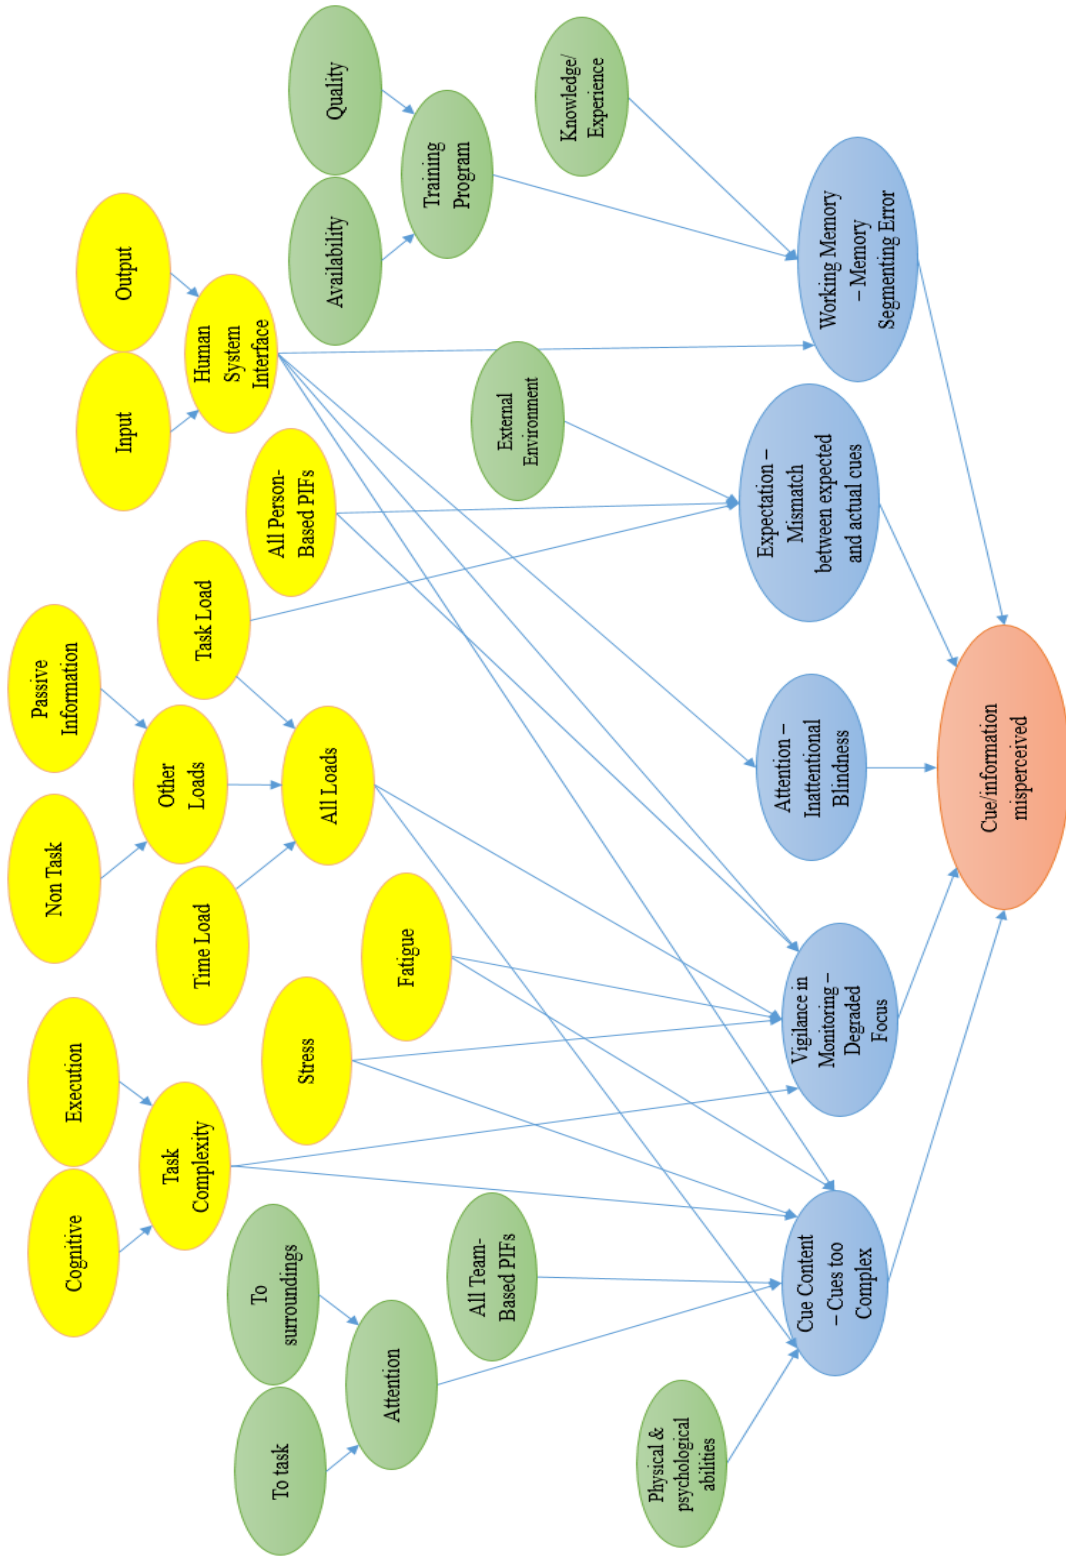 Non Task
Passive
Information
Cognitive
Execution
Input
Output
Task
Complexity
Other
Loads
Time Load
Task Load
Human
System
Interface
To task
To
surroundings
Stress
All Person-
Based PIFs
All Loads
Availability
Quality
Attention
Fatigue
Training
Program
All Team-
Based PIFs
External
Environment
Knowledge/
Experience
Physical &
psychological
abilities
Cue Content
– Cues too
Complex
Vigilance in
Monitoring –
Degraded
Focus
Attention –
Inattentional
Blindness
Expectation –
Mismatch
between expected
and actual cues
Working Memory
– Memory
Segmenting Error
Cue/information
misperceived